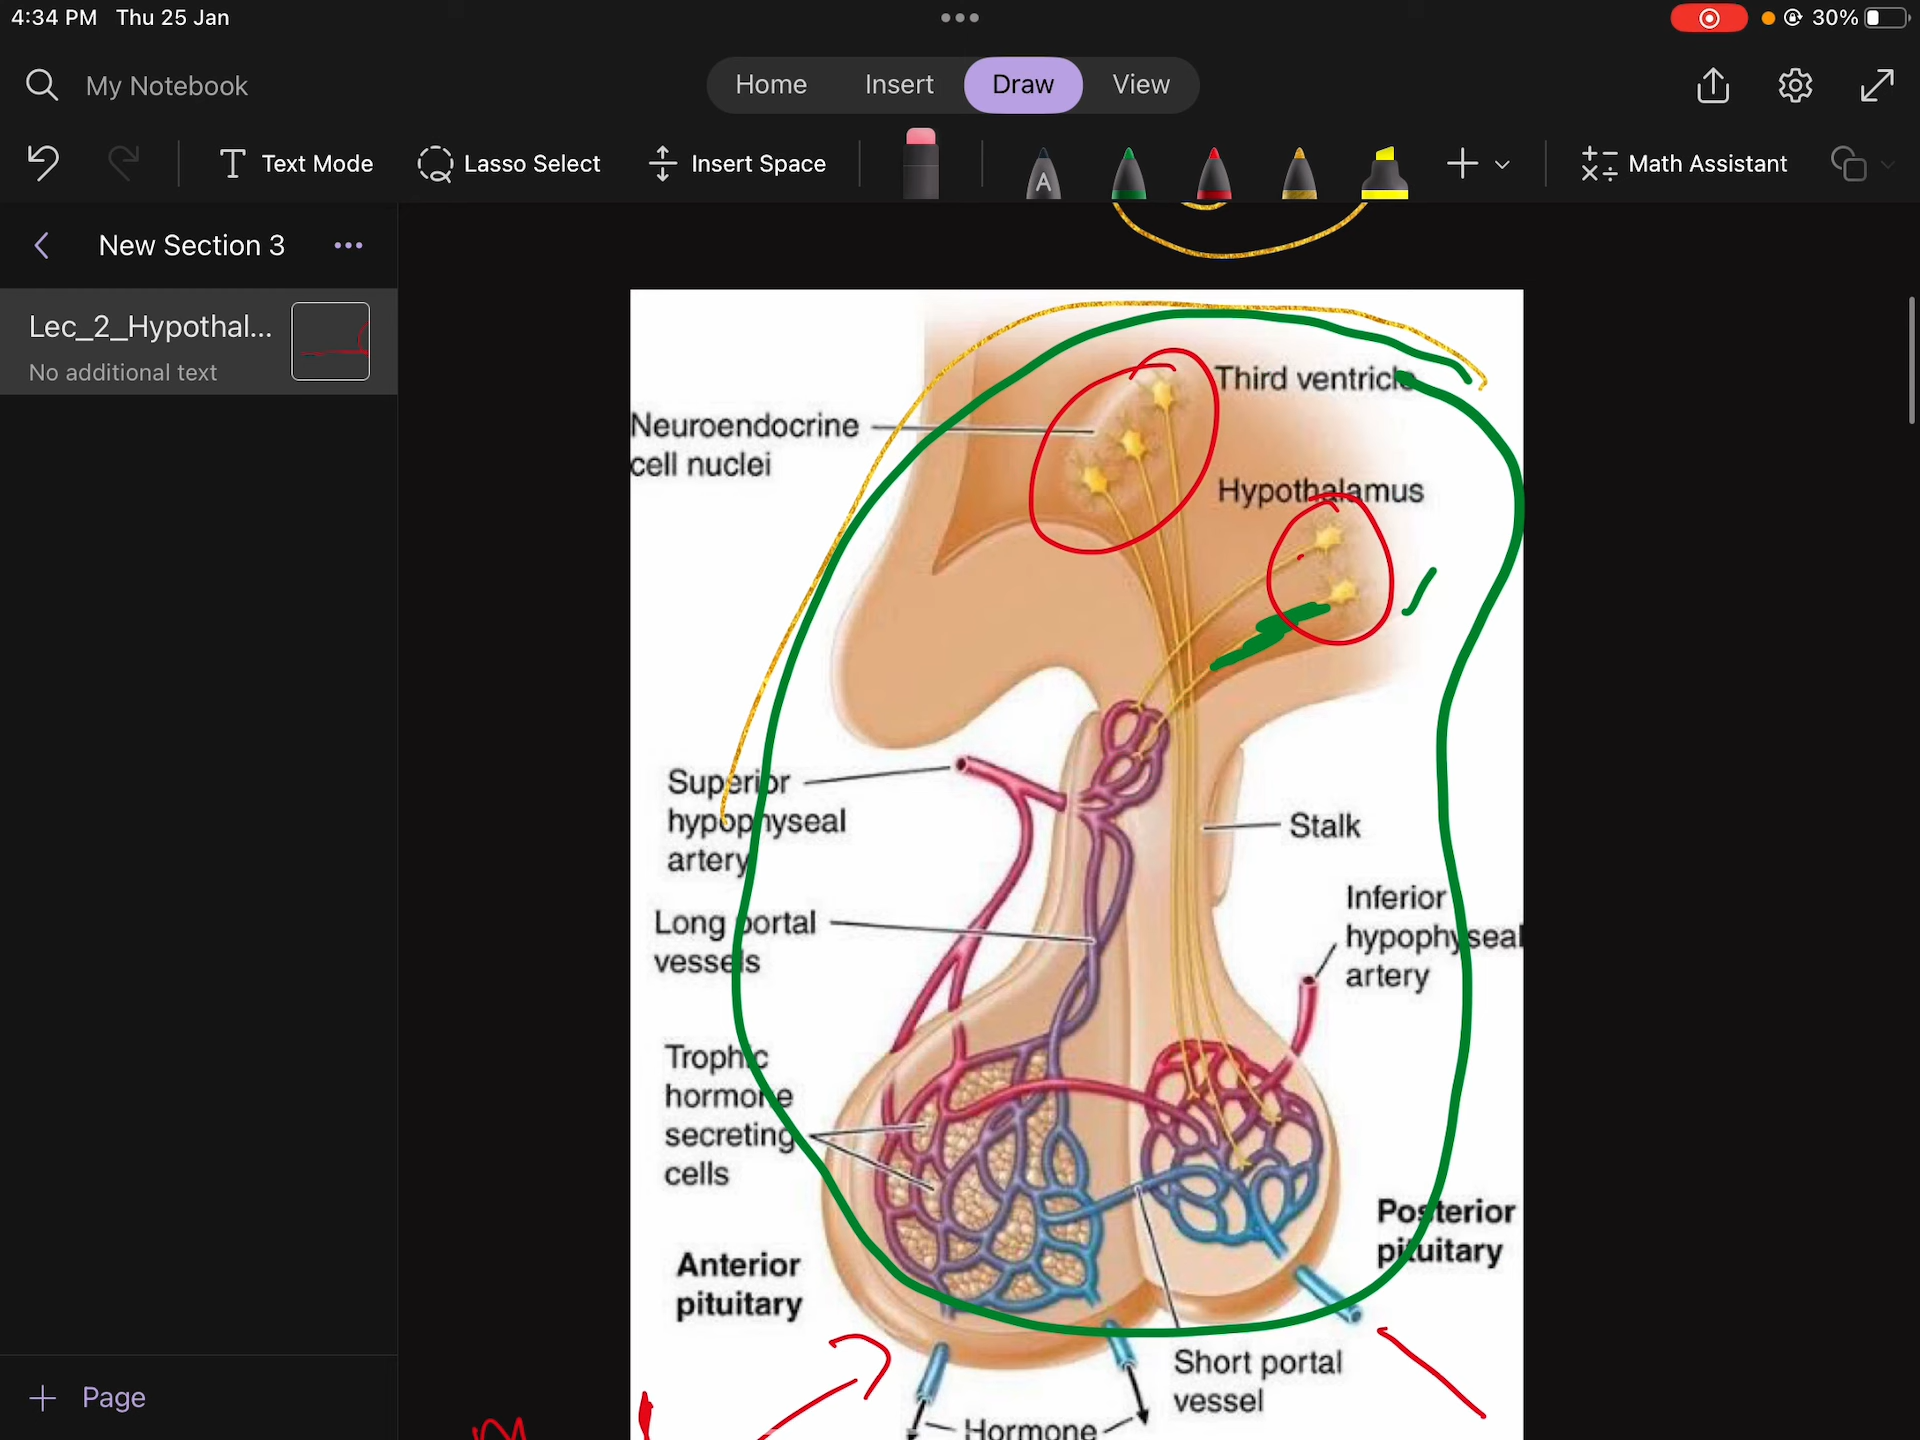 4:34 PM Thu 25 Jan
30%
My Notebook
Home Insert Draw View
Text Mode Lasso Select Insert Space A Math Assistant
New Section 3
Lec_2_Hypothal...
No additional text
Page
Third ventricle
Neuroendocrine
cell nuclei
Hypothalamus
Superior
hypophyseal
artery
Stalk
Long portal
vessels
Inferior
hypophyseal
artery
Trophic
hormone
secreting
cells
Anterior
pituitary
Posterior
pituitary
Short portal
vessel
Hormone